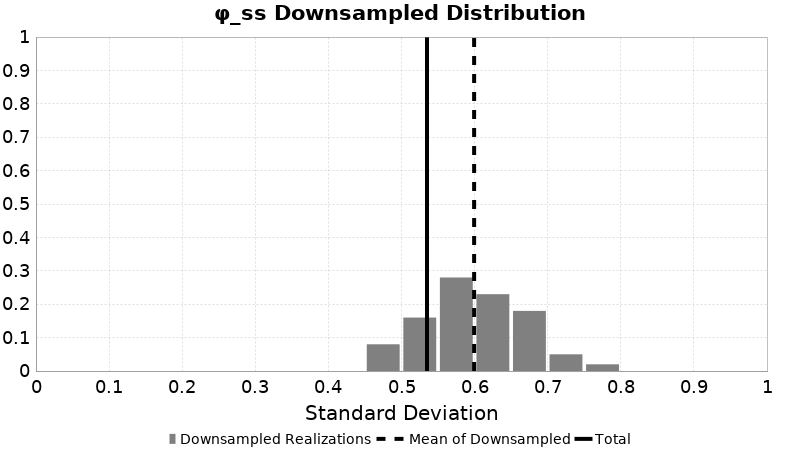 φ_ss Downsampled Distribution
1
0.9
0.8
0.7
0.6
0.5
0.4
0.3
0.2
0.1
0
0 0.1 0.2 0.3 0.4 0.5 0.6 0.7 0.8 0.9 1
Standard Deviation
Downsampled Realizations Mean of Downsampled Total